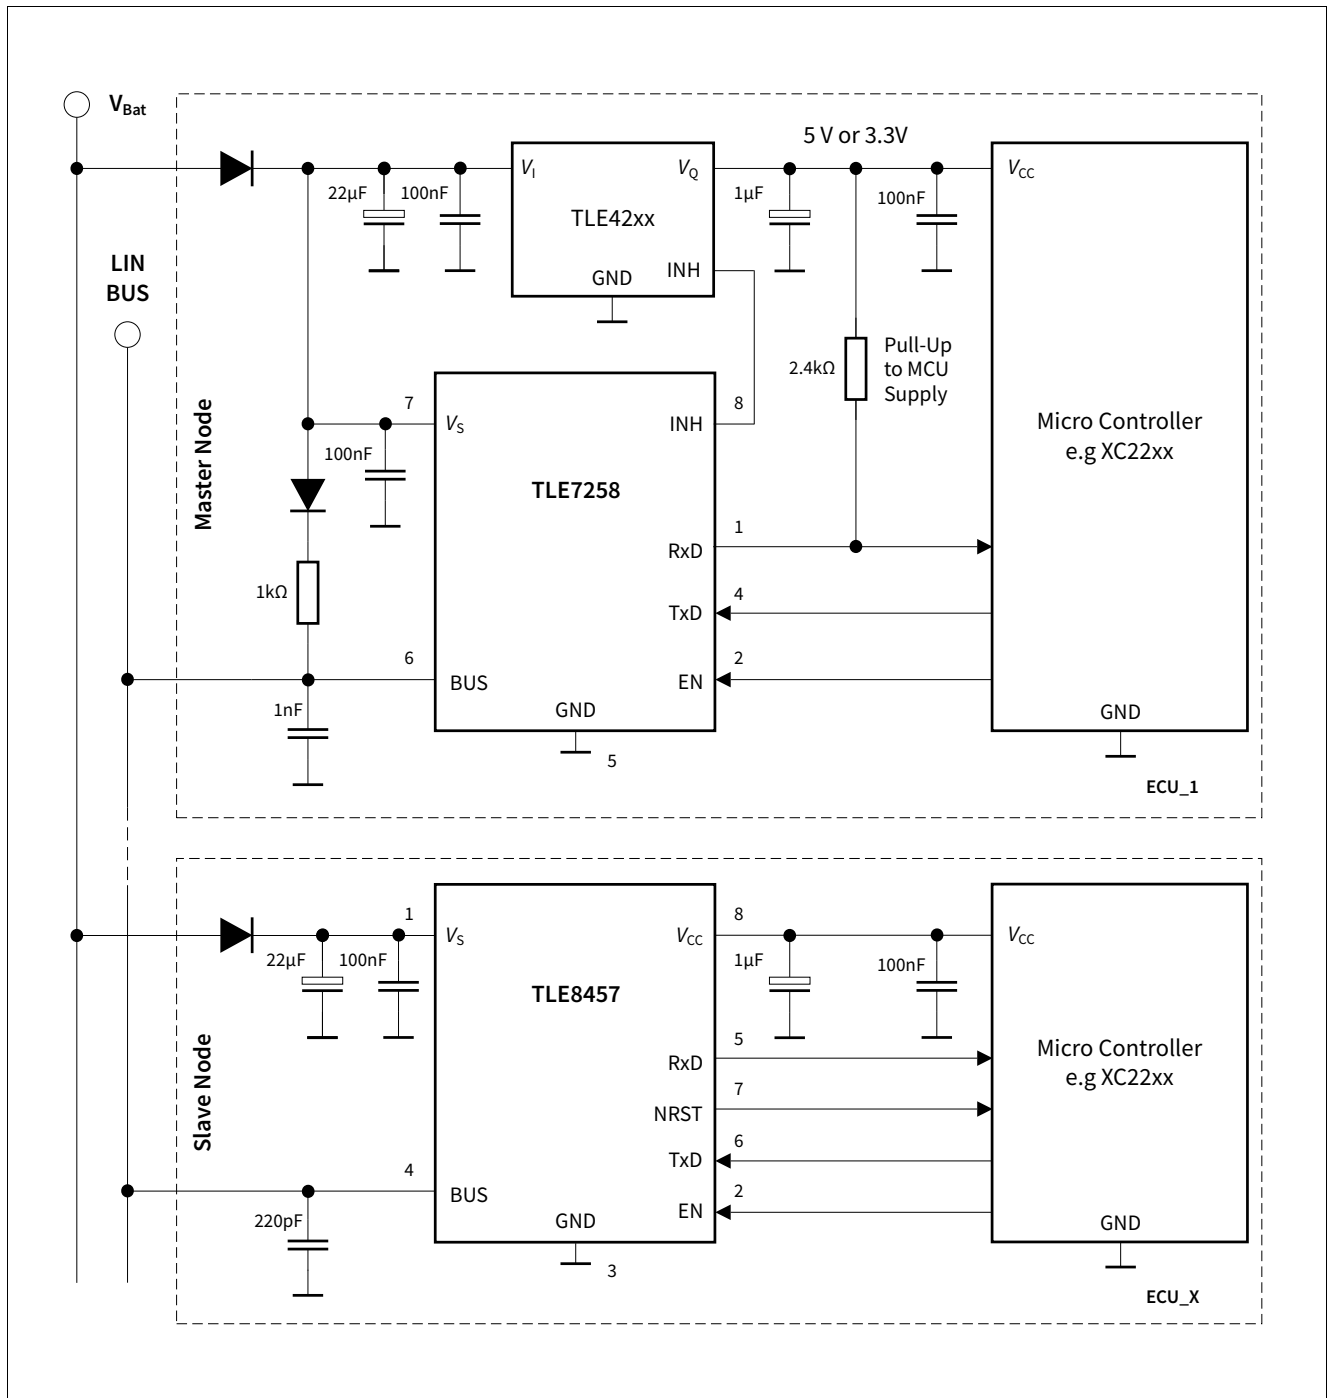 V_Bat
5 V or 3.3V
V_I
V_Q
V_CC
22µF
100nF
1µF
100nF
TLE42xx
LIN
BUS
INH
GND
Pull-Up
to MCU
Supply
2.4kΩ
7
8
V_S
INH
Micro Controller
e.g XC22xx
100nF
Master Node
TLE7258
1
RxD
1kΩ
4
TxD
6
2
BUS
EN
1nF
GND
GND
5
ECU_1
1
8
V_S
V_CC
V_CC
22µF
100nF
1µF
100nF
TLE8457
5
RxD
Micro Controller
e.g XC22xx
Slave Node
7
NRST
6
TxD
4
2
BUS
EN
220pF
GND
GND
3
ECU_X